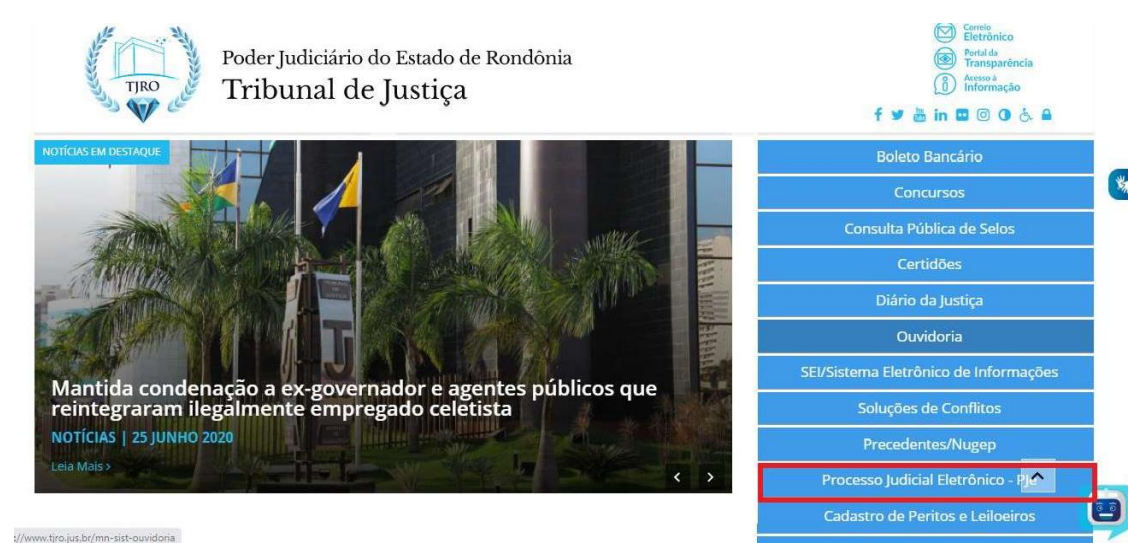 TJRO
Poder Judiciário do Estado de Rondônia
Tribunal de Justiça
Correio
Eletrônico
Portal da
Transparência
Acesso à
Informação
NOTÍCIAS EM DESTAQUE
Mantida condenação a ex-governador e agentes públicos que
reintegraram ilegalmente empregado celetista
NOTÍCIAS | 25 JUNHO 2020
Leia Mais >
Boleto Bancário
Concursos
Consulta Pública de Selos
Certidões
Diário da Justiça
Ouvidoria
SEI/Sistema Eletrônico de Informações
Soluções de Conflitos
Precedentes/Nugep
Processo Judicial Eletrônico - PJe
Cadastro de Peritos e Leiloeiros
://www.tjro.jus.br/mn-sist-ouvidoria